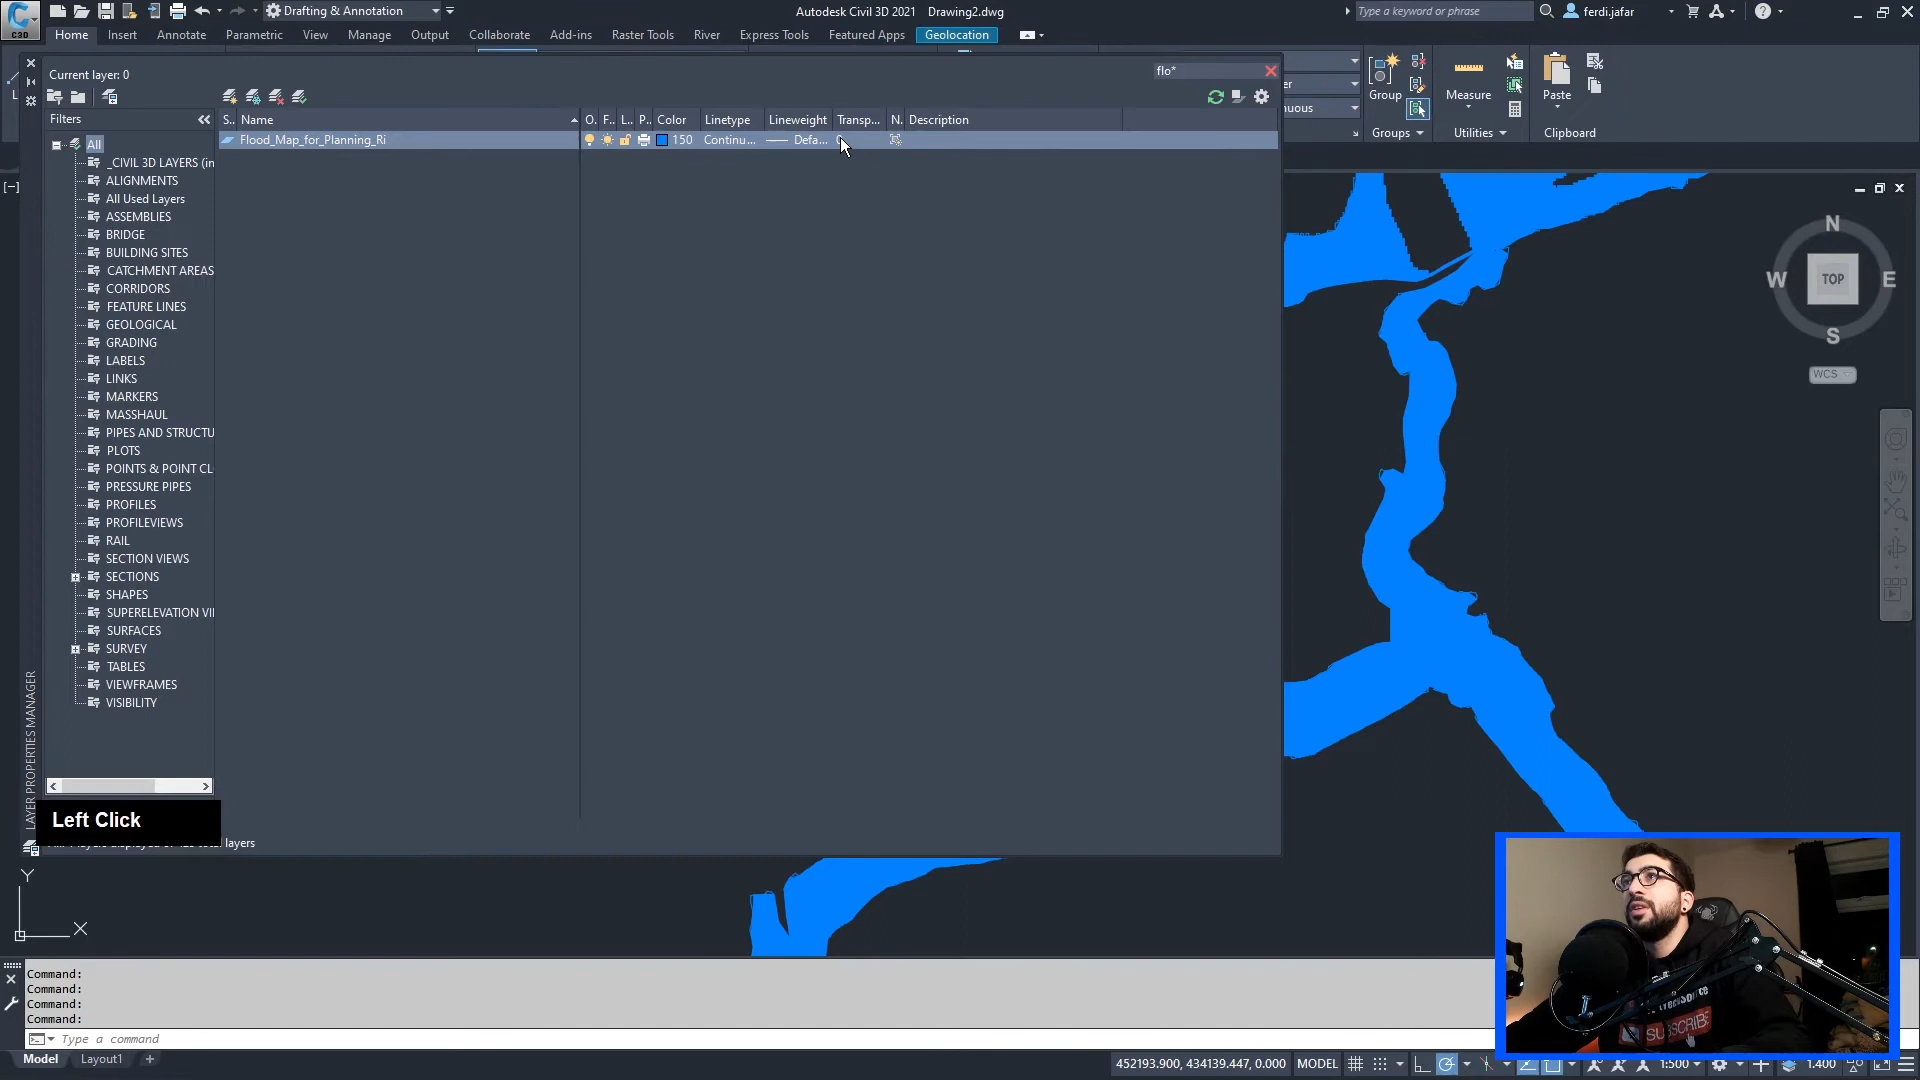 C3D
Drafting & Annotation
Autodesk Civil 3D 2021 Drawing2.dwg
Type a keyword or phrase
ferdi.jafar
Home Insert Annotate Parametric View Manage Output Collaborate Add-ins Raster Tools River Express Tools Featured Apps Geolocation
Current layer: 0
flo*
Group
Measure
Paste
Groups
Utilities
Clipboard
Filters
S.. Name O. F.. L.. P.. Color Linetype Lineweight Transp... N. Description
Flood_Map_for_Planning_Ri 150 Continu... Defa...
All
_CIVIL 3D LAYERS (in
ALIGNMENTS
All Used Layers
ASSEMBLIES
BRIDGE
BUILDING SITES
CATCHMENT AREAS
CORRIDORS
FEATURE LINES
GEOLOGICAL
GRADING
LABELS
LINKS
MARKERS
MASSHAUL
PIPES AND STRUCTU
PLOTS
POINTS & POINT CL
PRESSURE PIPES
PROFILES
PROFILEVIEWS
RAIL
SECTION VIEWS
SECTIONS
SHAPES
SUPERELEVATION VI
SURFACES
SURVEY
TABLES
VIEWFRAMES
VISIBILITY
LAYER PROPERTIES MANAGER
Left Click
layers
N
W TOP E
S
WCS
Y
X
Command:
Command:
Command:
Command:
Type a command
SUBSCRIBE
Model Layout1 +
452193.900, 434139.447, 0.000 MODEL 1:500 1.400